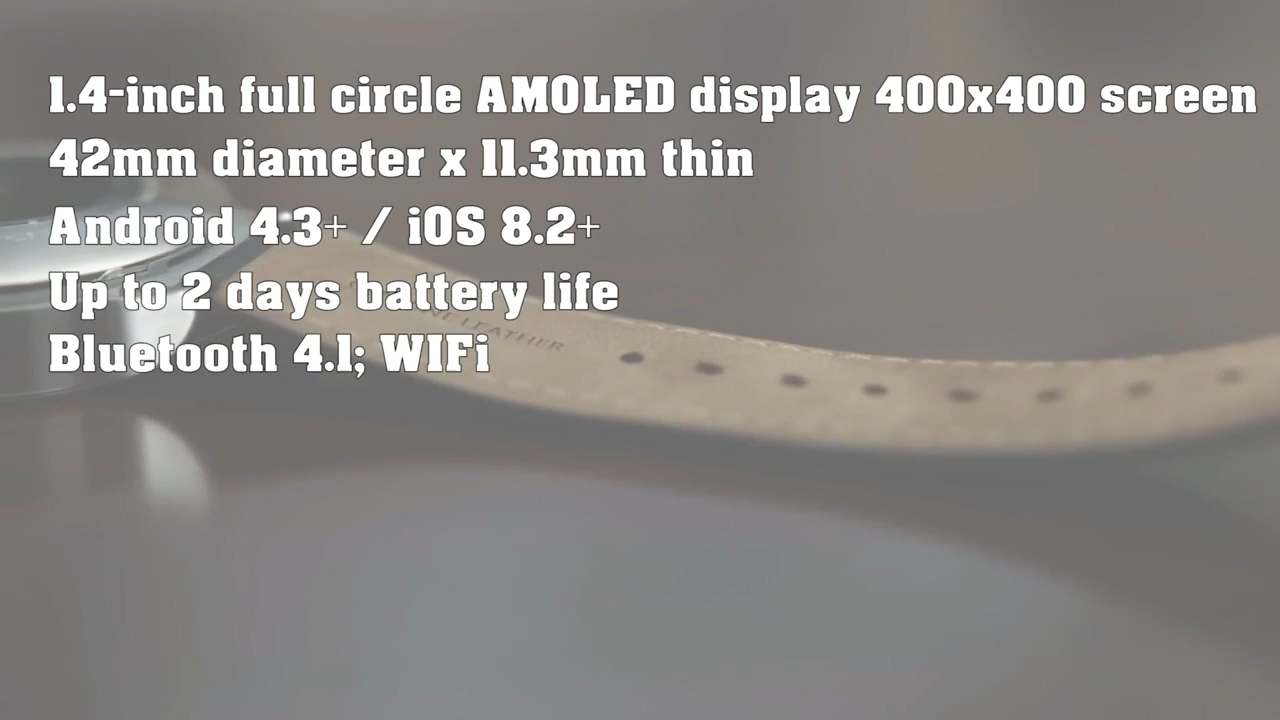 1.4-inch full circle AMOLED display 400x400 screen
42mm diameter x 11.3mm thin
Android 4.3+ / iOS 8.2+
Up to 2 days battery life
Bluetooth 4.1; WIFi
LEATHER